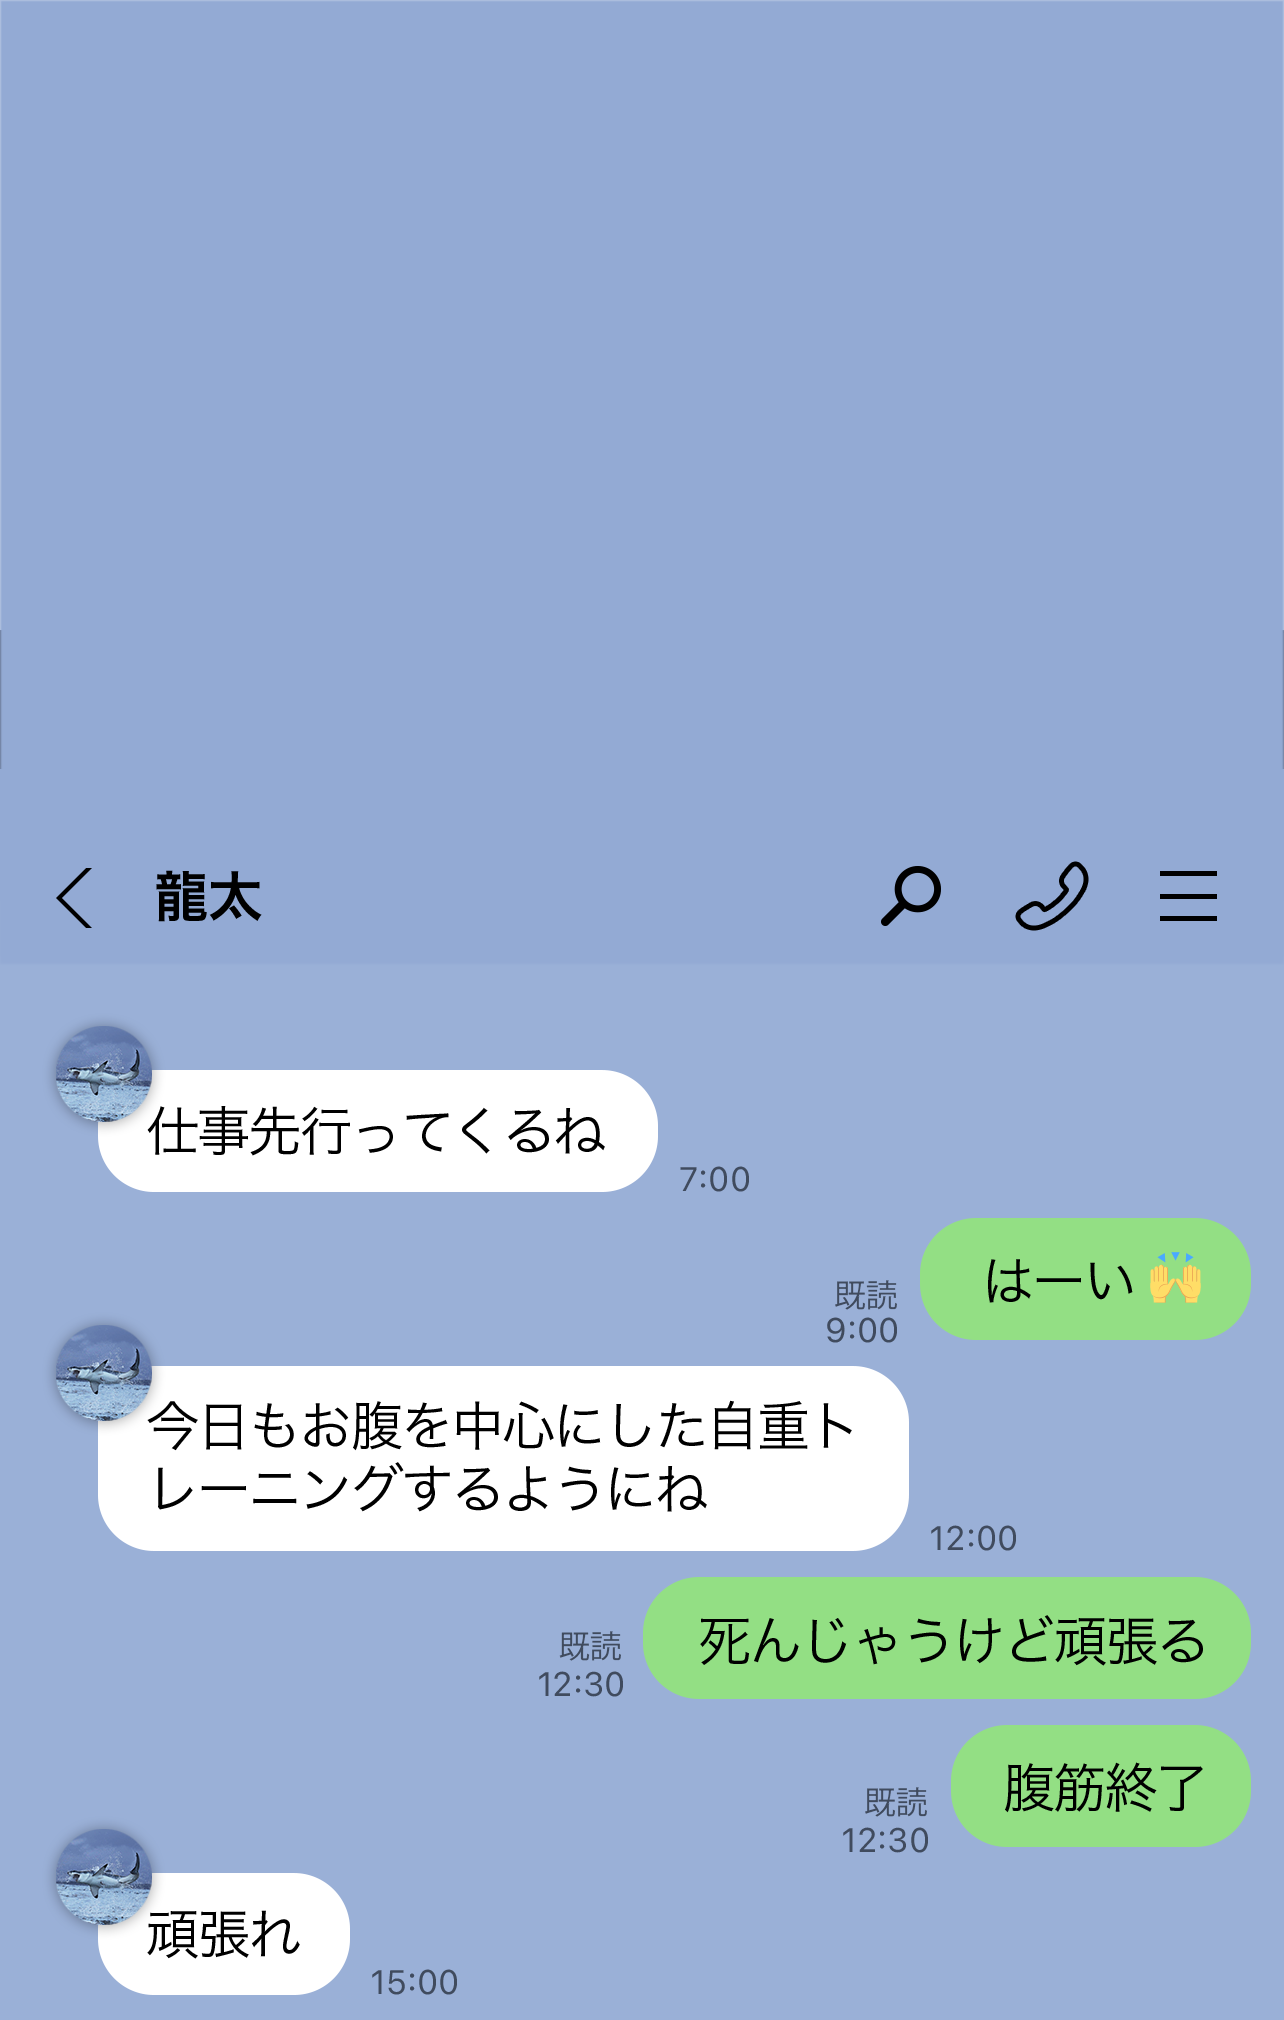 龍太
仕事先行ってくるね
7:00
はーい🙌
既読
9:00
今日もお腹を中心にした自重ト
レーニングするようにね
12:00
死んじゃうけど頑張る
既読
12:30
腹筋終了
既読
12:30
頑張れ
15:00